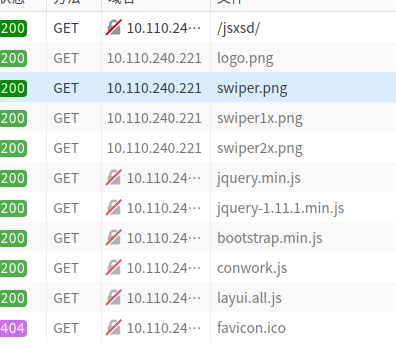 状态 方法 域名 文件
200 GET 10.110.24… /jsxsd/
200 GET 10.110.240.221 logo.png
200 GET 10.110.240.221 swiper.png
200 GET 10.110.240.221 swiper1x.png
200 GET 10.110.240.221 swiper2x.png
200 GET 10.110.24… jquery.min.js
200 GET 10.110.24… jquery-1.11.1.min.js
200 GET 10.110.24… bootstrap.min.js
200 GET 10.110.24… conwork.js
200 GET 10.110.24… layui.all.js
404 GET 10.110.24… favicon.ico